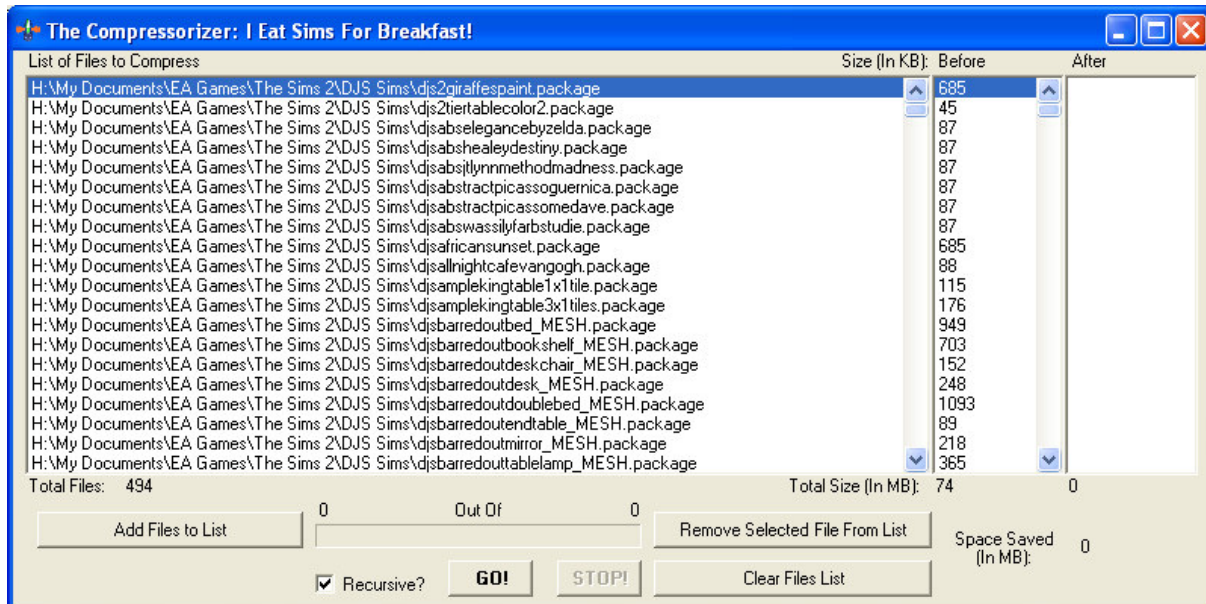 The Compressorizer: I Eat Sims For Breakfast!
List of Files to Compress Size (In KB): Before After
H:\My Documents\EA Games\The Sims 2\DJS Sims\djs2giraffespaint.package 685
H:\My Documents\EA Games\The Sims 2\DJS Sims\djs2tiertablecolor2.package 45
H:\My Documents\EA Games\The Sims 2\DJS Sims\djsabselegancebyzelda.package 87
H:\My Documents\EA Games\The Sims 2\DJS Sims\djsabshealeydestiny.package 87
H:\My Documents\EA Games\The Sims 2\DJS Sims\djsabsjtlynnmethodmadness.package 87
H:\My Documents\EA Games\The Sims 2\DJS Sims\djsabstractpicassoguernica.package 87
H:\My Documents\EA Games\The Sims 2\DJS Sims\djsabstractpicassomedave.package 87
H:\My Documents\EA Games\The Sims 2\DJS Sims\djsabswassilyfarbstudie.package 87
H:\My Documents\EA Games\The Sims 2\DJS Sims\djsafricansunset.package 685
H:\My Documents\EA Games\The Sims 2\DJS Sims\djsallnightcafevangogh.package 88
H:\My Documents\EA Games\The Sims 2\DJS Sims\djsamplekingtable1x1tile.package 115
H:\My Documents\EA Games\The Sims 2\DJS Sims\djsamplekingtable3x1tiles.package 176
H:\My Documents\EA Games\The Sims 2\DJS Sims\djsbarredoutbed_MESH.package 949
H:\My Documents\EA Games\The Sims 2\DJS Sims\djsbarredoutbookshelf_MESH.package 703
H:\My Documents\EA Games\The Sims 2\DJS Sims\djsbarredoutdeskchair_MESH.package 152
H:\My Documents\EA Games\The Sims 2\DJS Sims\djsbarredoutdesk_MESH.package 248
H:\My Documents\EA Games\The Sims 2\DJS Sims\djsbarredoutdoublebed_MESH.package 1093
H:\My Documents\EA Games\The Sims 2\DJS Sims\djsbarredoutendtable_MESH.package 89
H:\My Documents\EA Games\The Sims 2\DJS Sims\djsbarredoutmirror_MESH.package 218
H:\My Documents\EA Games\The Sims 2\DJS Sims\djsbarredouttablelamp_MESH.package 365
Total Files: 494 Total Size (In MB): 74 0
0 Out Of 0
Add Files to List Remove Selected File From List
Space Saved 0
(In MB):
Recursive? GO! STOP! Clear Files List